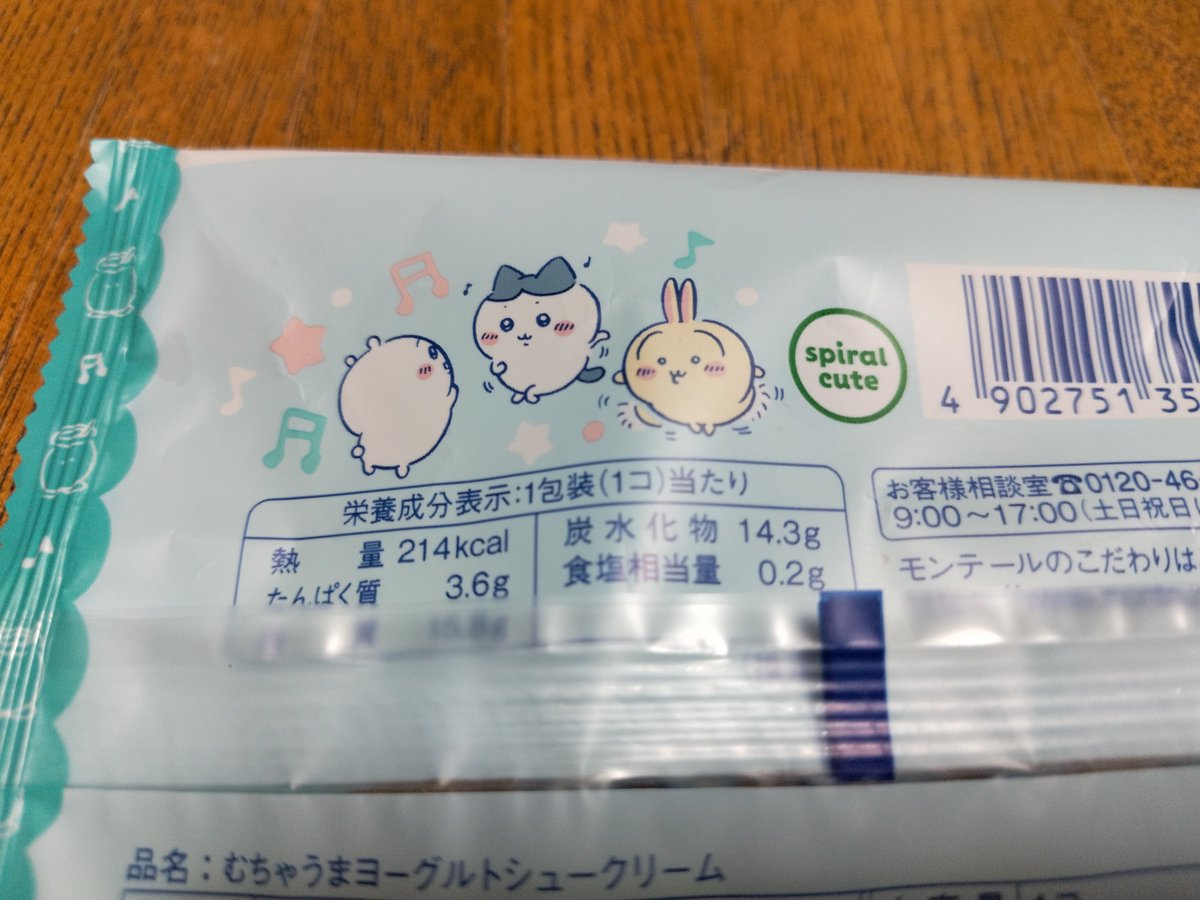 spiral
cute
4 902751 35
栄養成分表示:1包装(1コ)当たり
熱 量 214kcal
たんぱく質 3.6g
炭水化物 14.3g
食塩相当量 0.2g
お客様相談室☎0120-46
9:00～17:00(土日祝日
モンテールのこだわりは
品名:むちゃうまヨーグルトシュークリーム